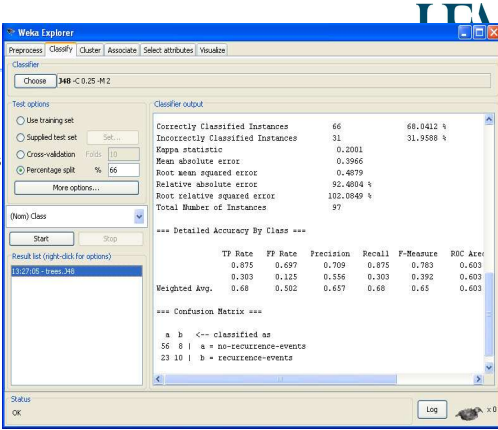 Weka Explorer
Preprocess Classify Cluster Associate Select attributes Visualize
Classifier
Choose J48 -C 0.25 -M 2
Test options
Use training set
Supplied test set Set...
Cross-validation Folds 10
Percentage split % 66
More options...
(Nom) Class
Start Stop
Result list (right-click for options)
13:27:05 - trees.J48
Classifier output
Correctly Classified Instances 66 68.0412 %
Incorrectly Classified Instances 31 31.9588 %
Kappa statistic 0.2001
Mean absolute error 0.3966
Root mean squared error 0.4879
Relative absolute error 92.4804 %
Root relative squared error 102.0849 %
Total Number of Instances 97
=== Detailed Accuracy By Class ===
TP Rate FP Rate Precision Recall F-Measure ROC Area
0.875 0.697 0.709 0.875 0.783 0.603
0.303 0.125 0.556 0.303 0.392 0.603
Weighted Avg. 0.68 0.502 0.657 0.68 0.65 0.603
=== Confusion Matrix ===
a b <-- classified as
56 8 | a = no-recurrence-events
23 10 | b = recurrence-events
Status
OK
Log x 0